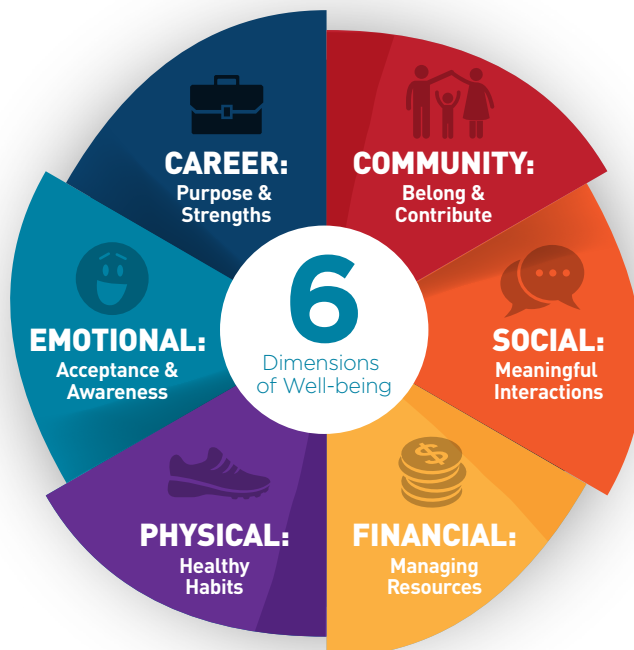 CAREER:
Purpose &
Strengths
COMMUNITY:
Belong &
Contribute
EMOTIONAL:
Acceptance &
Awareness
6
Dimensions
of Well-being
SOCIAL:
Meaningful
Interactions
PHYSICAL:
Healthy
Habits
FINANCIAL:
Managing
Resources
$